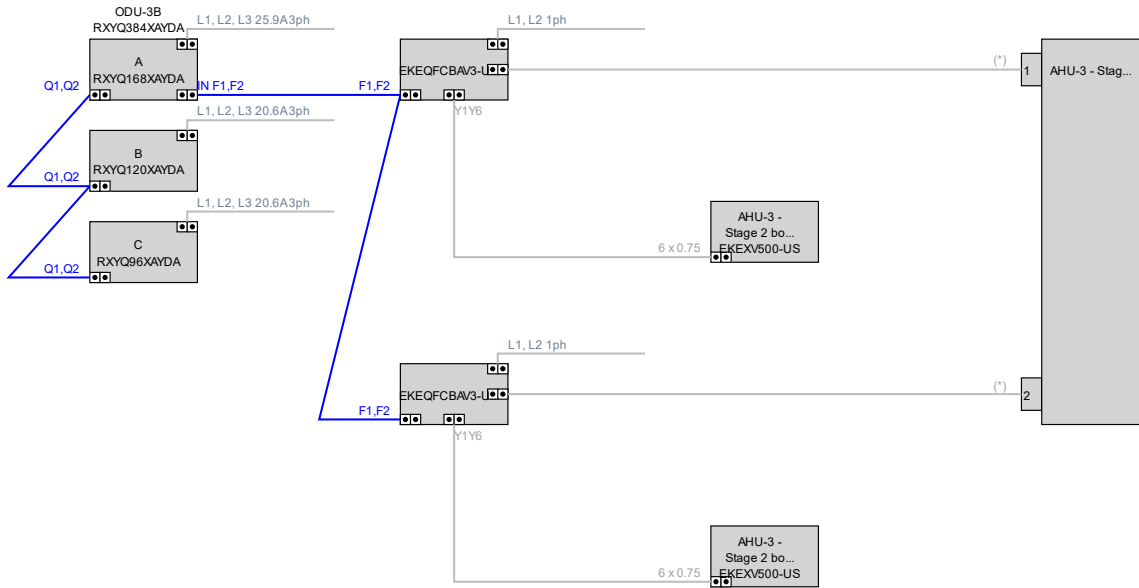 ODU-3B
RXYQ384XAYDA
L1, L2, L3 25.9A3ph
L1, L2 1ph
A
RXYQ168XAYDA
EKEQFCBAV3-U
(*)
1
AHU-3 - Stag...
Q1,Q2
IN F1,F2
F1,F2
Y1Y6
L1, L2, L3 20.6A3ph
B
RXYQ120XAYDA
Q1,Q2
L1, L2, L3 20.6A3ph
C
RXYQ96XAYDA
Q1,Q2
AHU-3 -
Stage 2 bo...
EKEXV500-US
6 x 0.75
L1, L2 1ph
EKEQFCBAV3-U
(*)
2
F1,F2
Y1Y6
AHU-3 -
Stage 2 bo...
EKEXV500-US
6 x 0.75